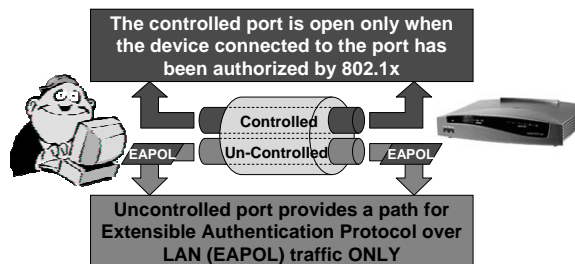 The controlled port is open only when
the device connected to the port has
been authorized by 802.1x
Controlled
EAPOL
Un-Controlled
EAPOL
Uncontrolled port provides a path for
Extensible Authentication Protocol over
LAN (EAPOL) traffic ONLY